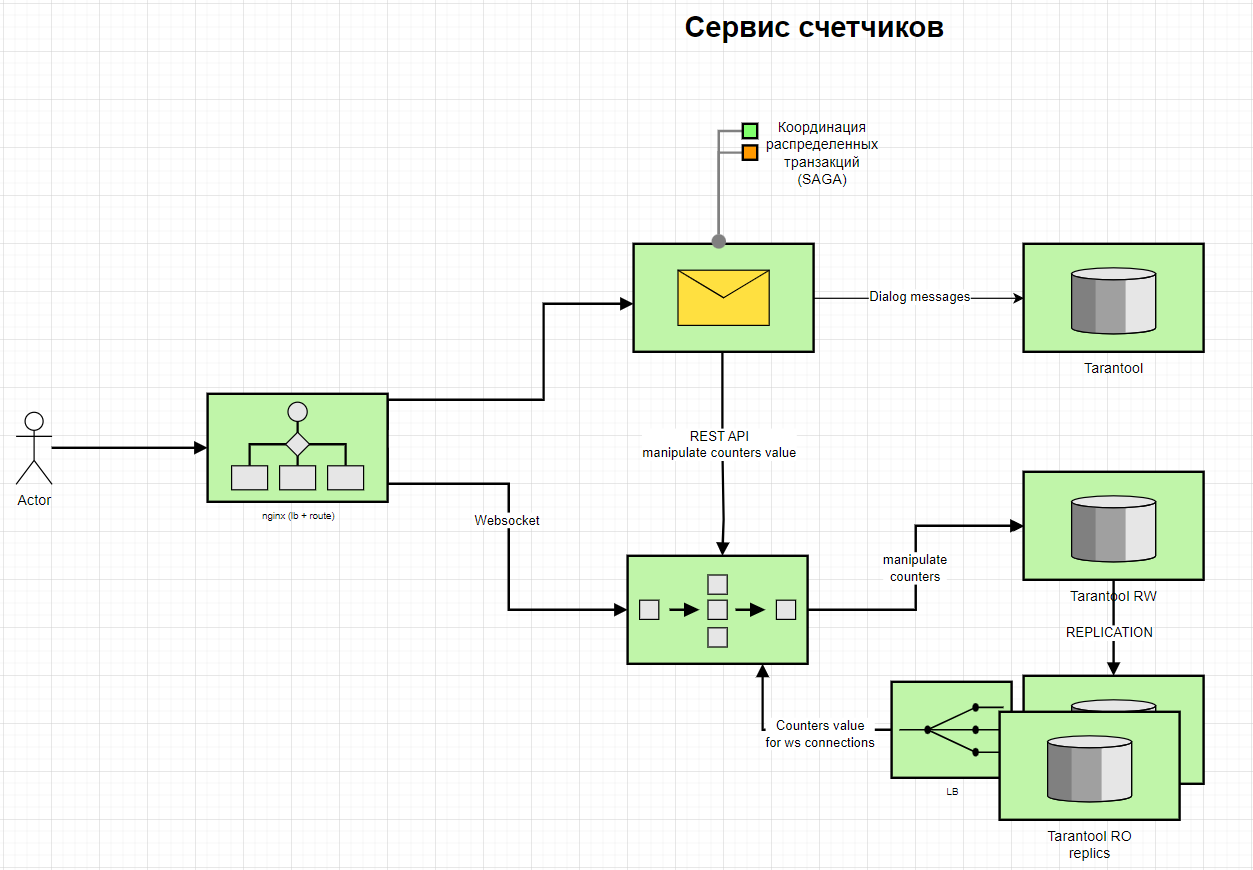 Сервис счетчиков
Координация
распределенных
транзакций
(SAGA)
Dialog messages
Tarantool
REST API
manipulate counters value
Actor
nginx (lb + route)
Websocket
manipulate
counters
Tarantool RW
REPLICATION
Counters value
for ws connections
LB
Tarantool RO
replics